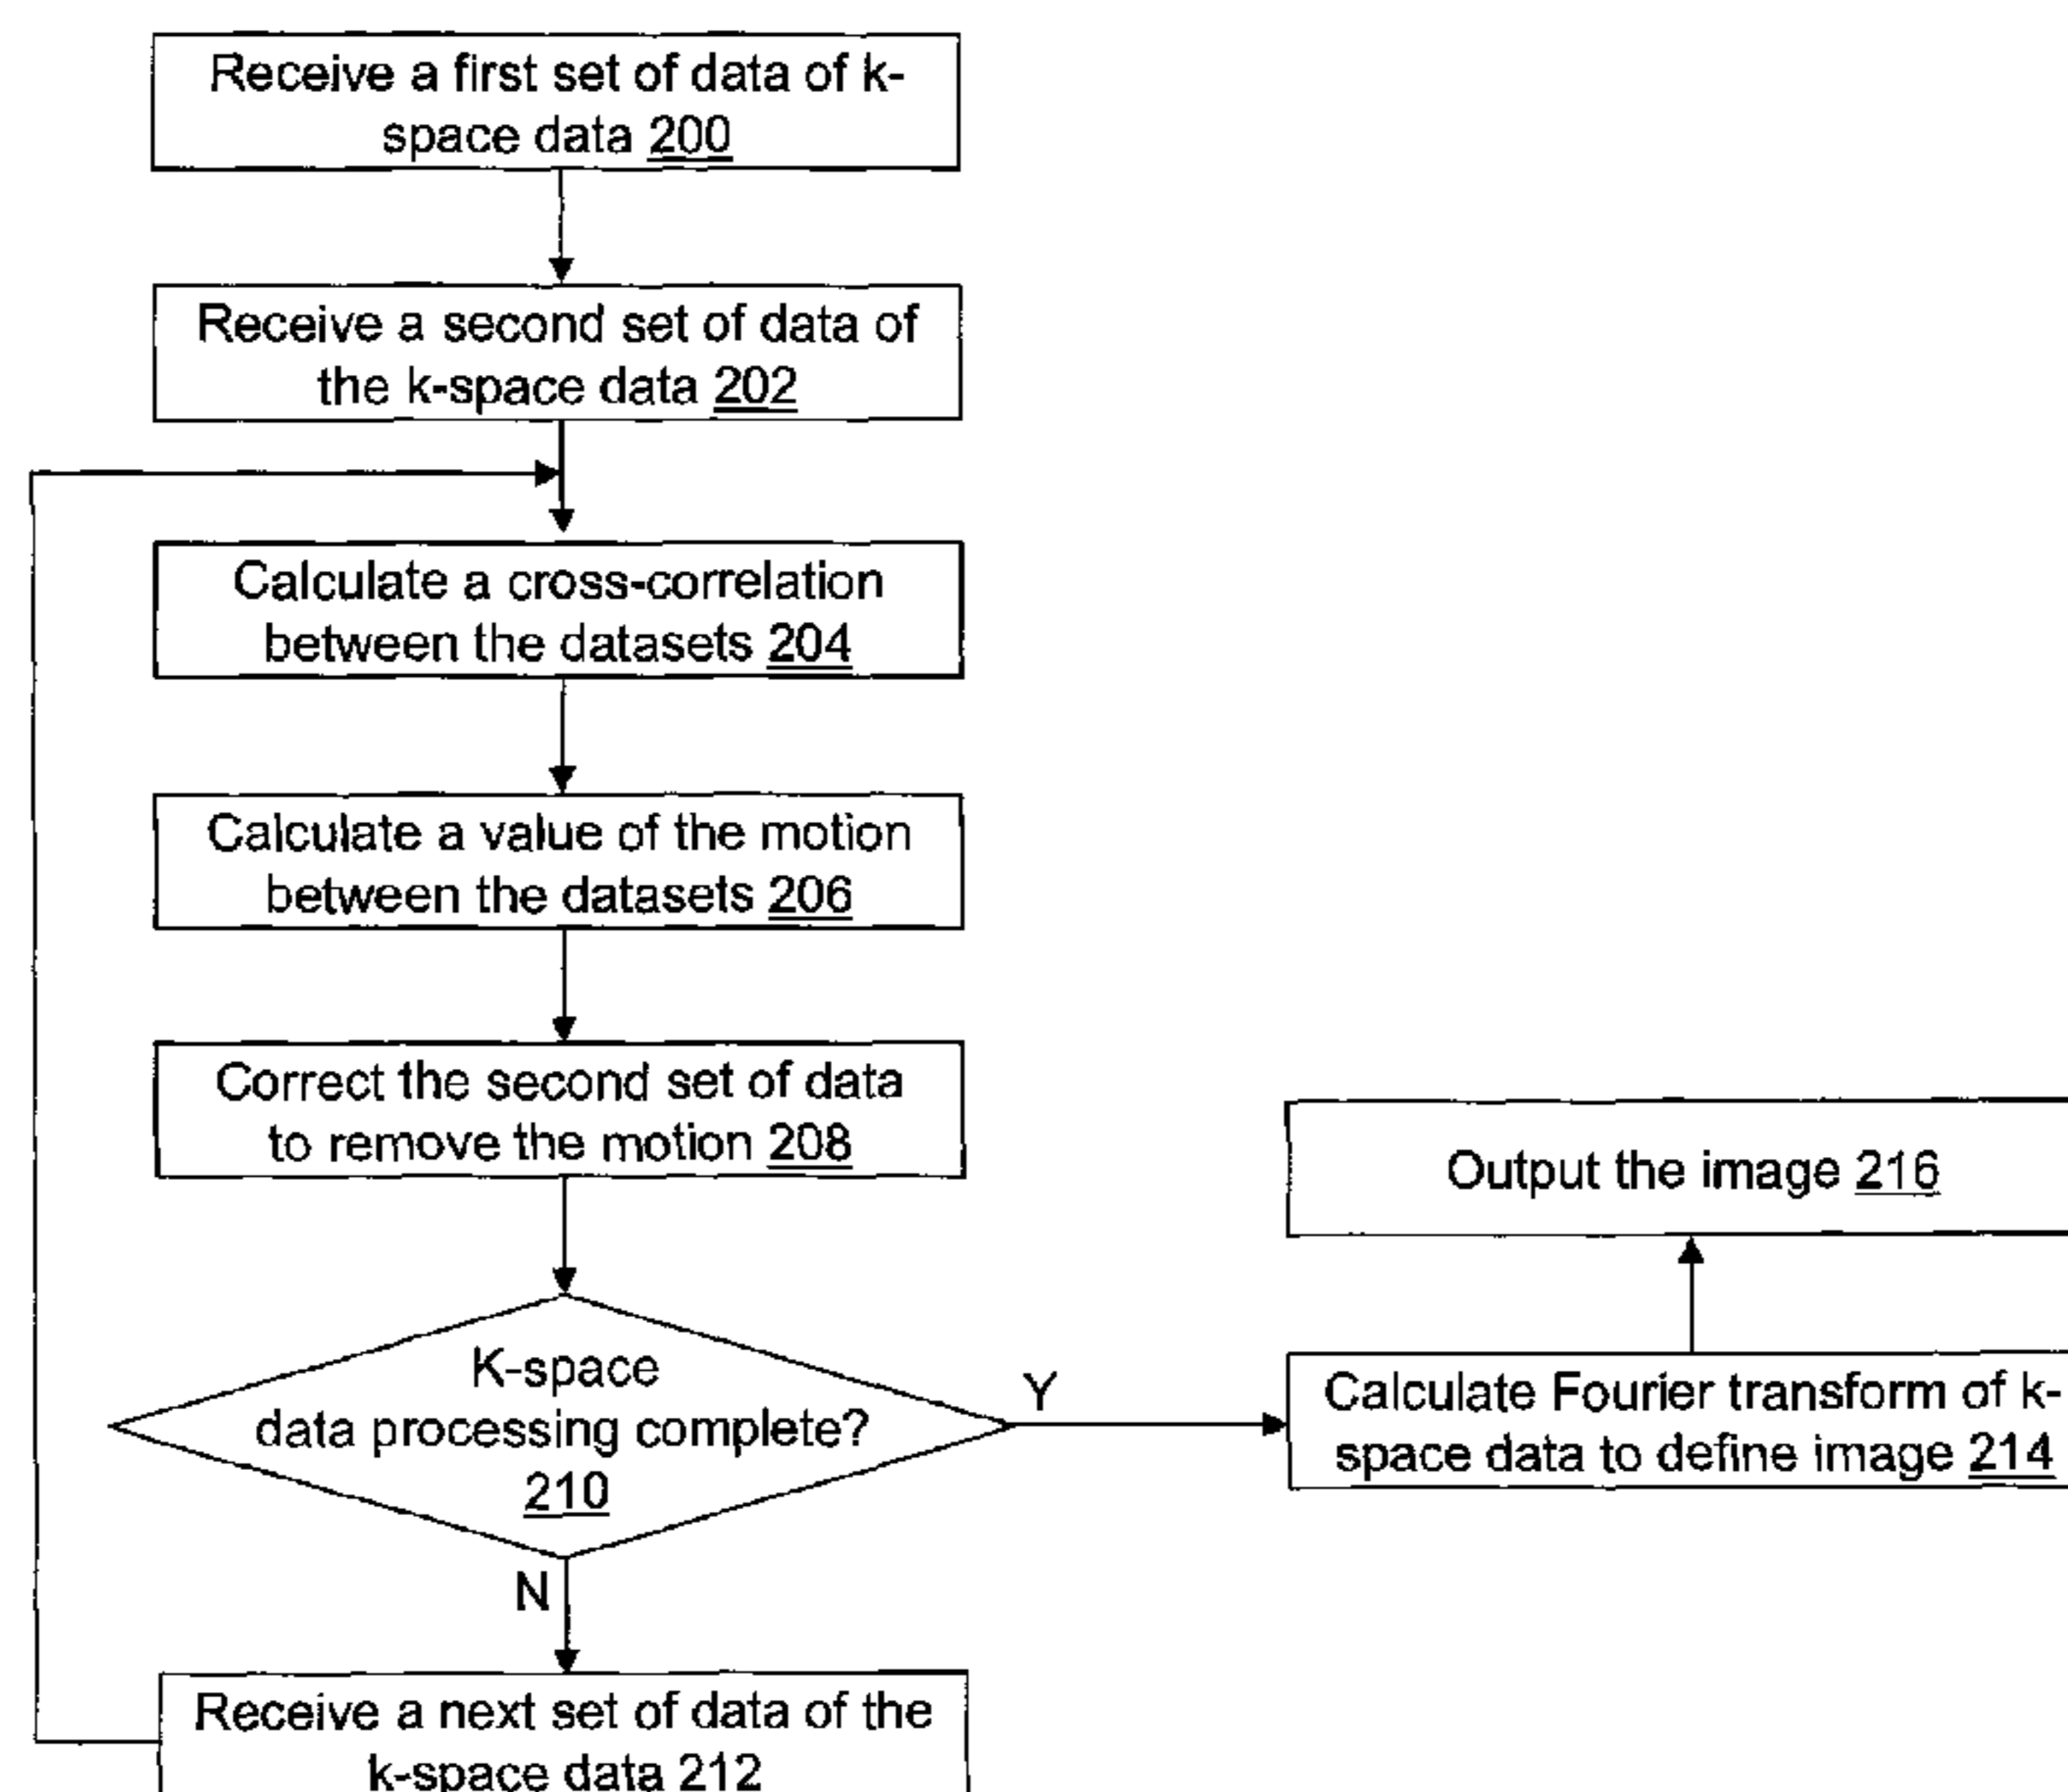 Receive a first set of data of k-
space data 200
Receive a second set of data of
the k-space data 202
Calculate a cross-correlation
between the datasets 204
Calculate a value of the motion
between the datasets 206
Correct the second set of data
to remove the motion 208
K-space
data processing complete?
210
Y
N
Receive a next set of data of the
k-space data 212
Calculate Fourier transform of k-
space data to define image 214
Output the image 216